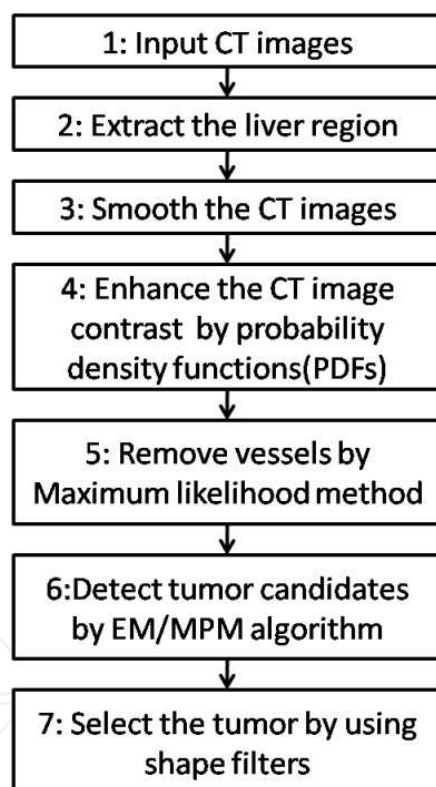 1: Input CT images
2: Extract the liver region
3: Smooth the CT images
4: Enhance the CT image
contrast by probability
density functions(PDFs)
5: Remove vessels by
Maximum likelihood method
6:Detect tumor candidates
by EM/MPM algorithm
7: Select the tumor by using
shape filters